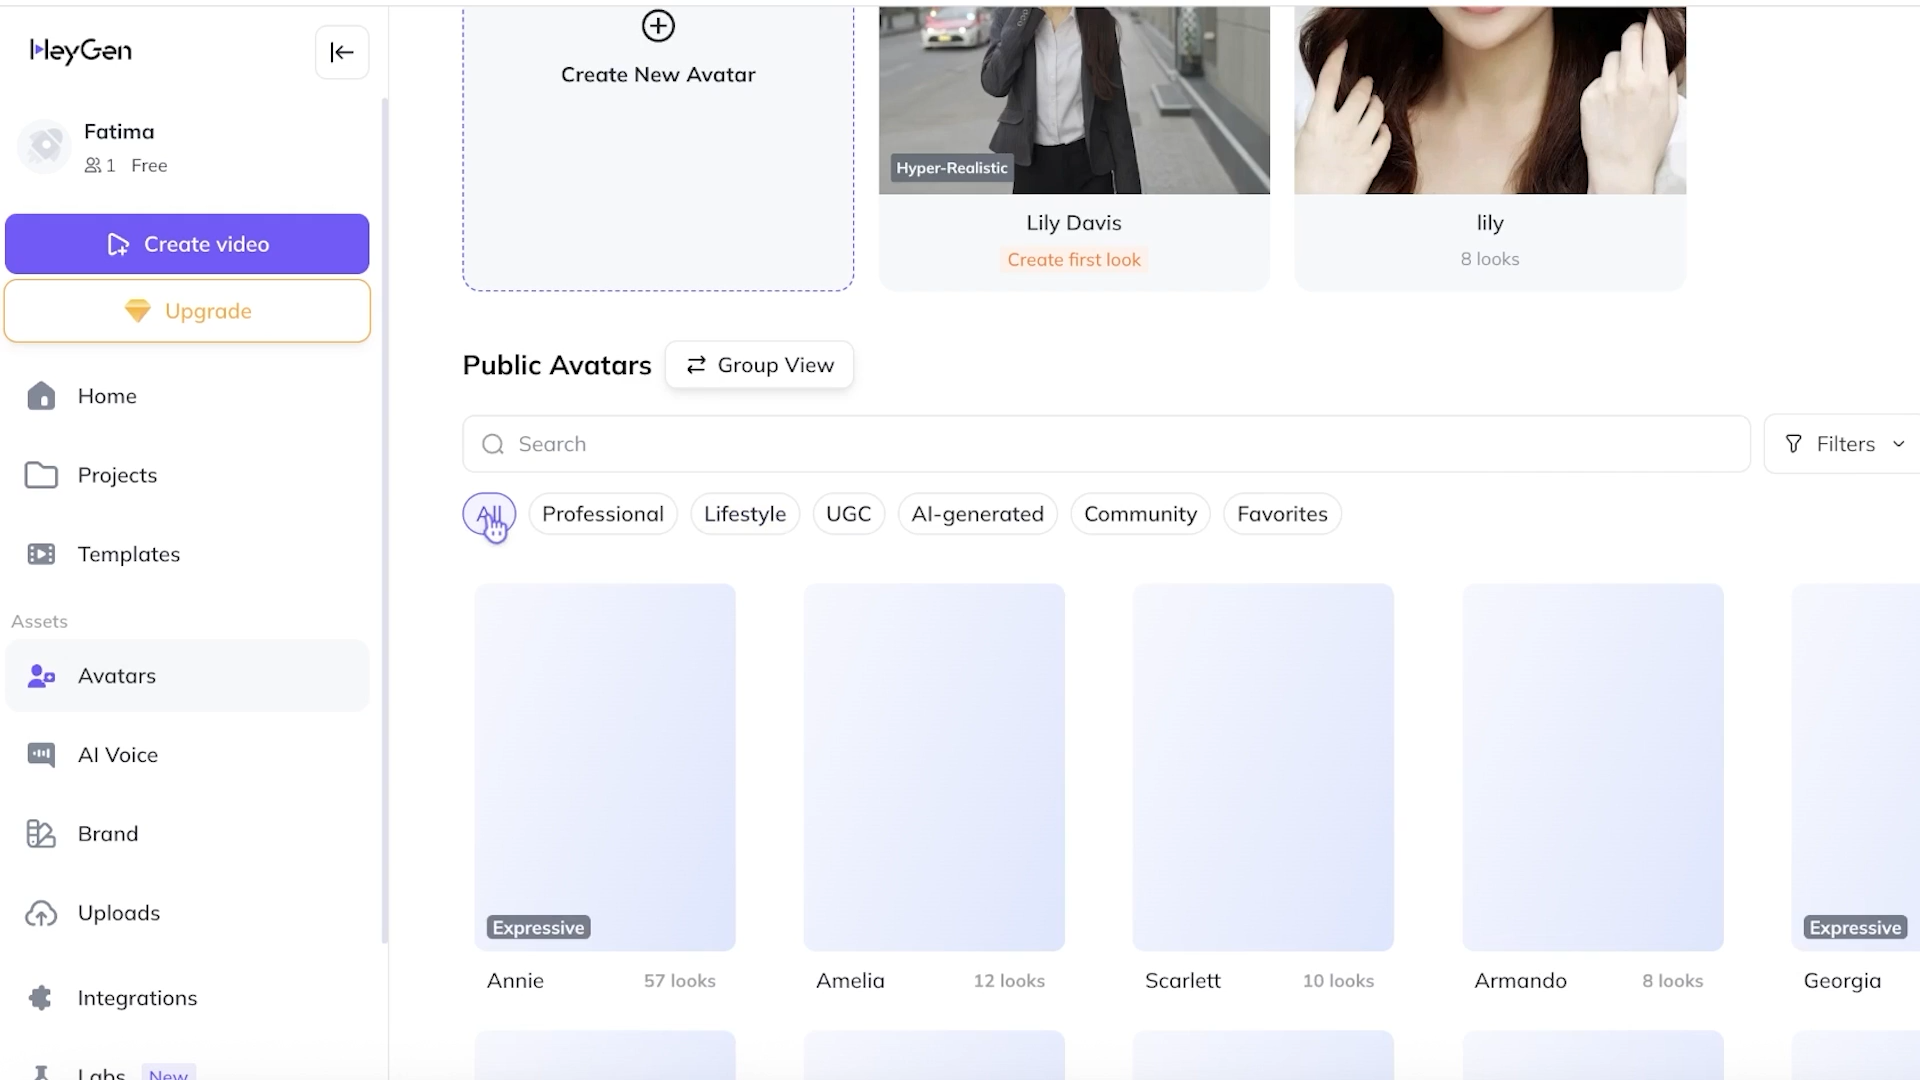 HeyGen
Fatima
1 Free
Create video
Upgrade
Home
Projects
Templates
Assets
Avatars
AI Voice
Brand
Uploads
Integrations
Labs New
Create New Avatar
Hyper-Realistic
Lily Davis
Create first look
lily
8 looks
Public Avatars
Group View
Search
Filters
All
Professional
Lifestyle
UGC
AI-generated
Community
Favorites
Expressive
Annie
57 looks
Amelia
12 looks
Scarlett
10 looks
Armando
8 looks
Expressive
Georgia